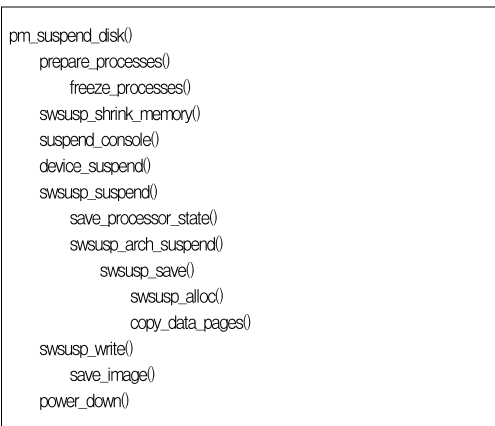 pm_suspend_disk()
prepare_processes()
freeze_processes()
swsusp_shrink_memory()
suspend_console()
device_suspend()
swsusp_suspend()
save_processor_state()
swsusp_arch_suspend()
swsusp_save()
swsusp_alloc()
copy_data_pages()
swsusp_write()
save_image()
power_down()